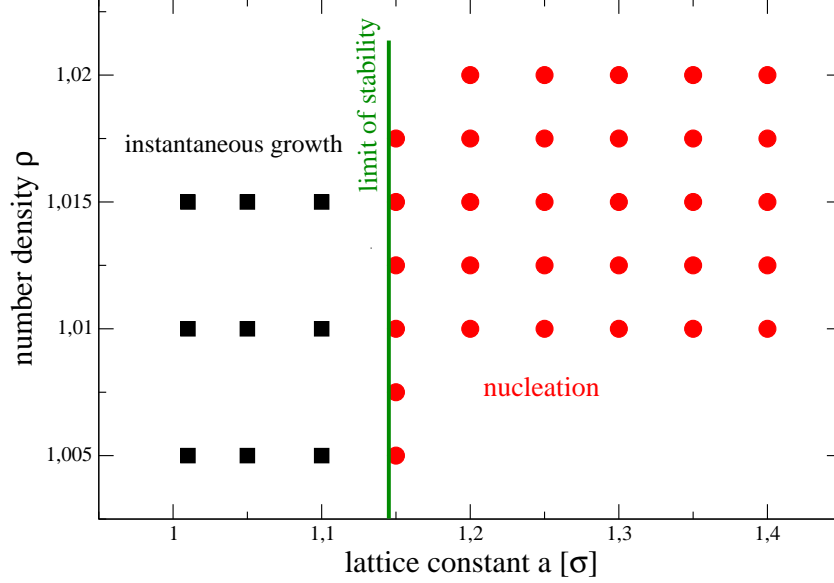 1,02
1,015
1,01
1,005
number density ρ
instantaneous growth
limit of stability
nucleation
1
1,1
1,2
1,3
1,4
lattice constant a [σ]